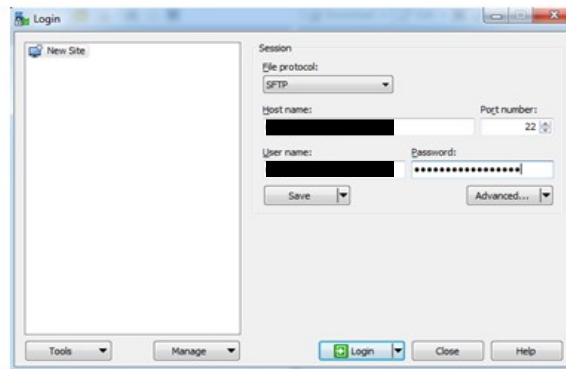 Login
New Site
Session
File protocol:
SFTP
Host name:
Port number:
22
User name:
Password:
••••••••••••••••••
Save
Advanced...
Tools
Manage
Login
Close
Help